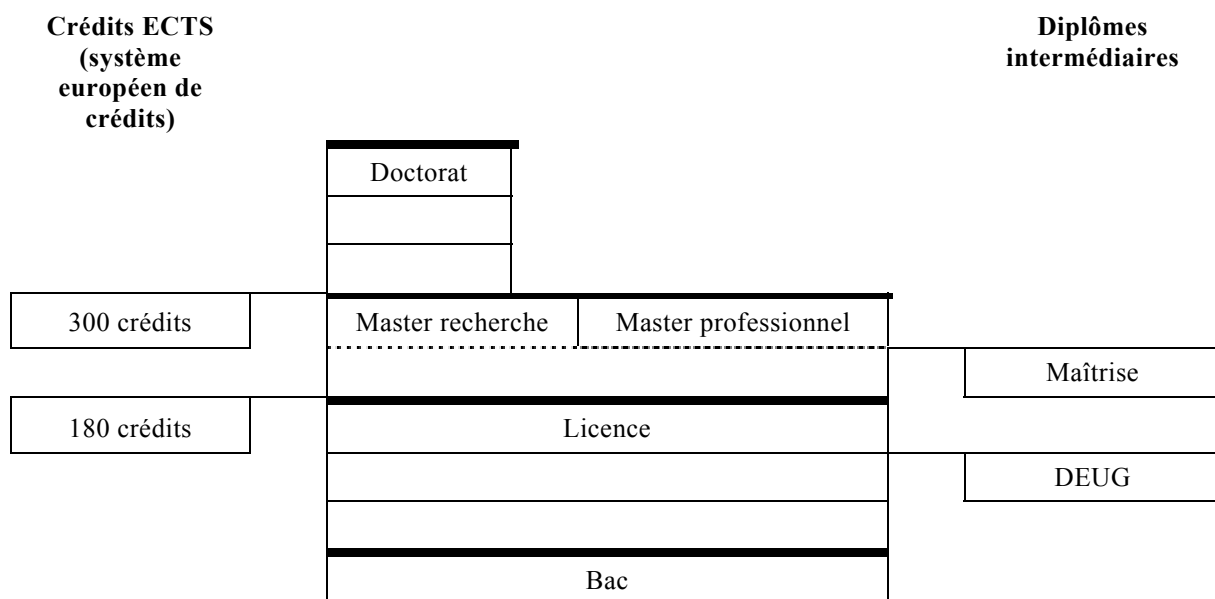 Crédits ECTS
(système
européen de
crédits)
Diplômes
intermédiaires
Doctorat
300 crédits
Master recherche
Master professionnel
Maîtrise
180 crédits
Licence
DEUG
Bac